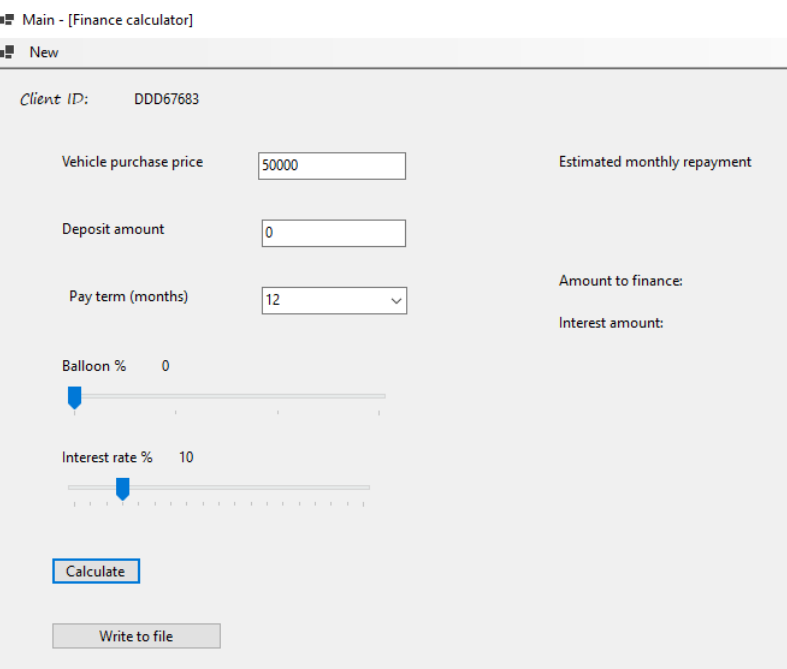 Main - [Finance calculator]
New
Client ID: DDD67683
Vehicle purchase price 50000 Estimated monthly repayment
Deposit amount 0
Pay term (months) 12 Amount to finance:
Interest amount:
Balloon % 0
Interest rate % 10
Calculate
Write to file